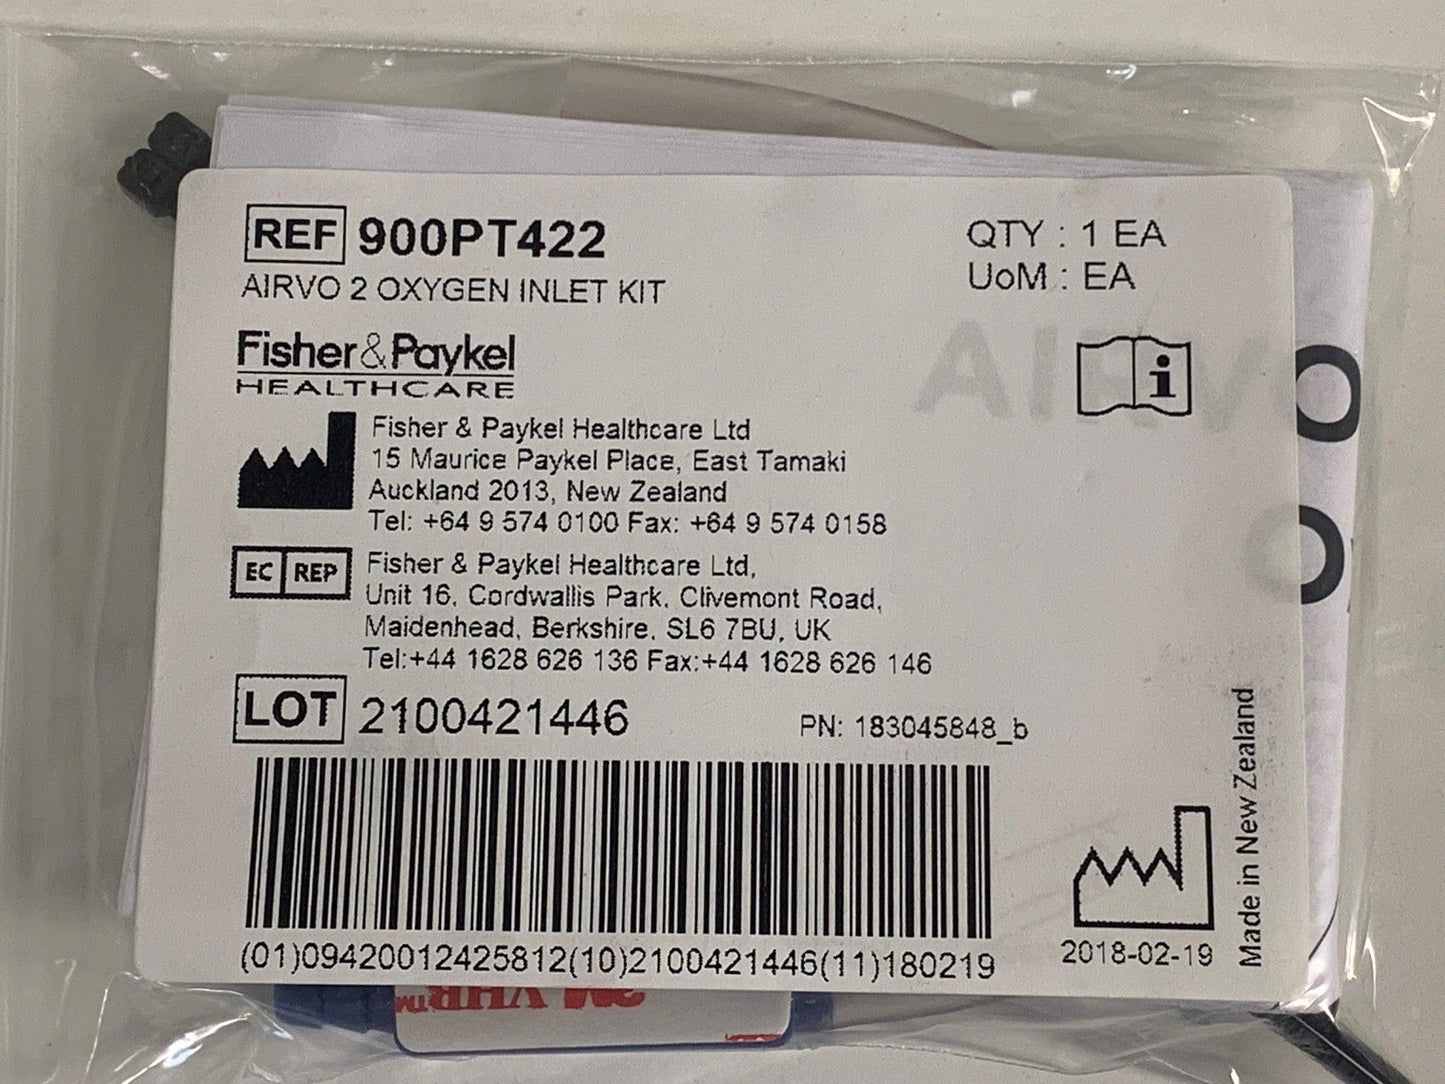 REF 900PT422
AIRVO 2 OXYGEN INLET KIT
QTY : 1 EA
UoM : EA
Fisher&Paykel
HEALTHCARE
AIRVO
Fisher & Paykel Healthcare Ltd
15 Maurice Paykel Place, East Tamaki
Auckland 2013, New Zealand
Tel: +64 9 574 0100 Fax: +64 9 574 0158
EC REP
Fisher & Paykel Healthcare Ltd,
Unit 16, Cordwallis Park, Clivemont Road,
Maidenhead, Berkshire, SL6 7BU, UK
Tel:+44 1628 626 136 Fax:+44 1628 626 146
LOT 2100421446
PN: 183045848_b
(01)09420012425812(10)2100421446(11)180219
2018-02-19
Made in New Zealand
3M VHB™